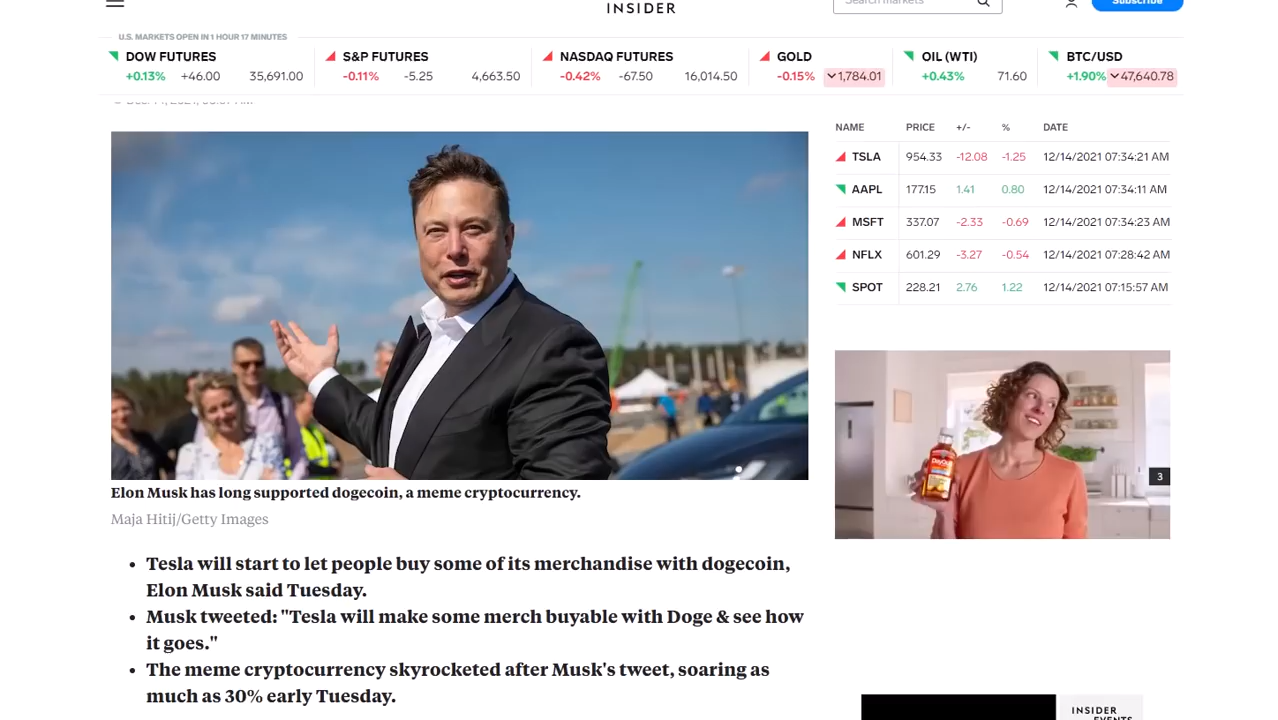 INSIDER
Search markets
Subscribe
U.S. MARKETS OPEN IN 1 HOUR 17 MINUTES
DOW FUTURES
+0.13% +46.00 35,691.00
S&P FUTURES
-0.11% -5.25 4,663.50
NASDAQ FUTURES
-0.42% -67.50 16,014.50
GOLD
-0.15% 1,784.01
OIL (WTI)
+0.43% 71.60
BTC/USD
+1.90% 47,640.78
Elon Musk has long supported dogecoin, a meme cryptocurrency.
Maja Hitij/Getty Images
• Tesla will start to let people buy some of its merchandise with dogecoin,
Elon Musk said Tuesday.
• Musk tweeted: "Tesla will make some merch buyable with Doge & see how
it goes."
• The meme cryptocurrency skyrocketed after Musk's tweet, soaring as
much as 30% early Tuesday.
NAME PRICE +/- % DATE
TSLA 954.33 -12.08 -1.25 12/14/2021 07:34:21 AM
AAPL 177.15 1.41 0.80 12/14/2021 07:34:11 AM
MSFT 337.07 -2.33 -0.69 12/14/2021 07:34:23 AM
NFLX 601.29 -3.27 -0.54 12/14/2021 07:28:42 AM
SPOT 228.21 2.76 1.22 12/14/2021 07:15:57 AM
DayQuil
3
INSIDER
EVENTS